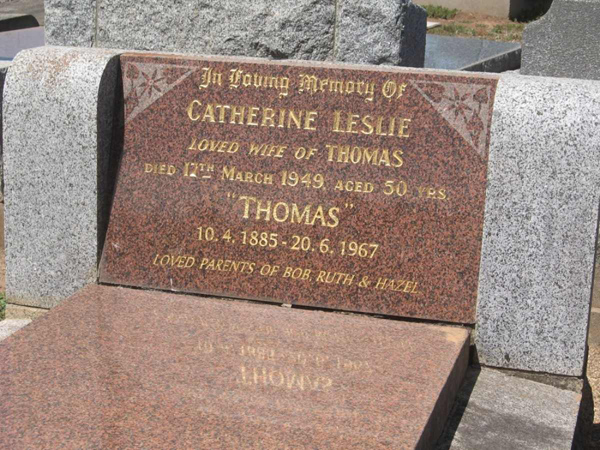 In Loving Memory Of
CATHERINE LESLIE
LOVED WIFE OF THOMAS
DIED 17TH MARCH 1949, AGED 50 YRS.
"THOMAS"
10. 4. 1885 - 20. 6. 1967
LOVED PARENTS OF BOB, RUTH & HAZEL